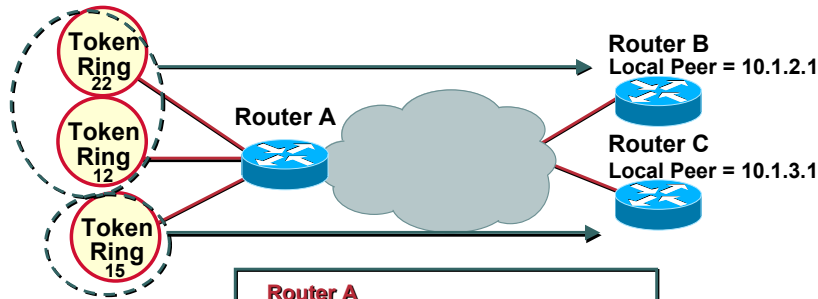 Token
Ring
22
Token
Ring
12
Token
Ring
15
Router A
Router B
Local Peer = 10.1.2.1
Router C
Local Peer = 10.1.3.1
Router A